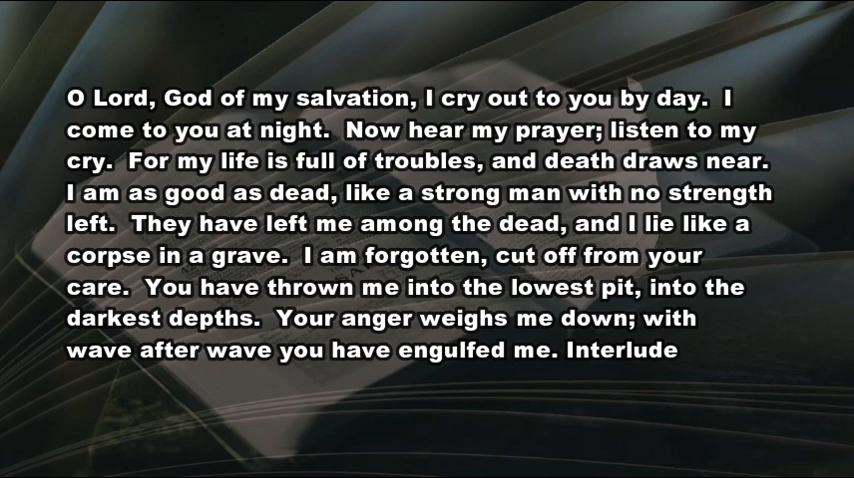 O Lord, God of my salvation, I cry out to you by day.  I
come to you at night.  Now hear my prayer; listen to my
cry.  For my life is full of troubles, and death draws near.
I am as good as dead, like a strong man with no strength
left.  They have left me among the dead, and I lie like a
corpse in a grave.  I am forgotten, cut off from your
care.  You have thrown me into the lowest pit, into the
darkest depths.  Your anger weighs me down; with
wave after wave you have engulfed me. Interlude